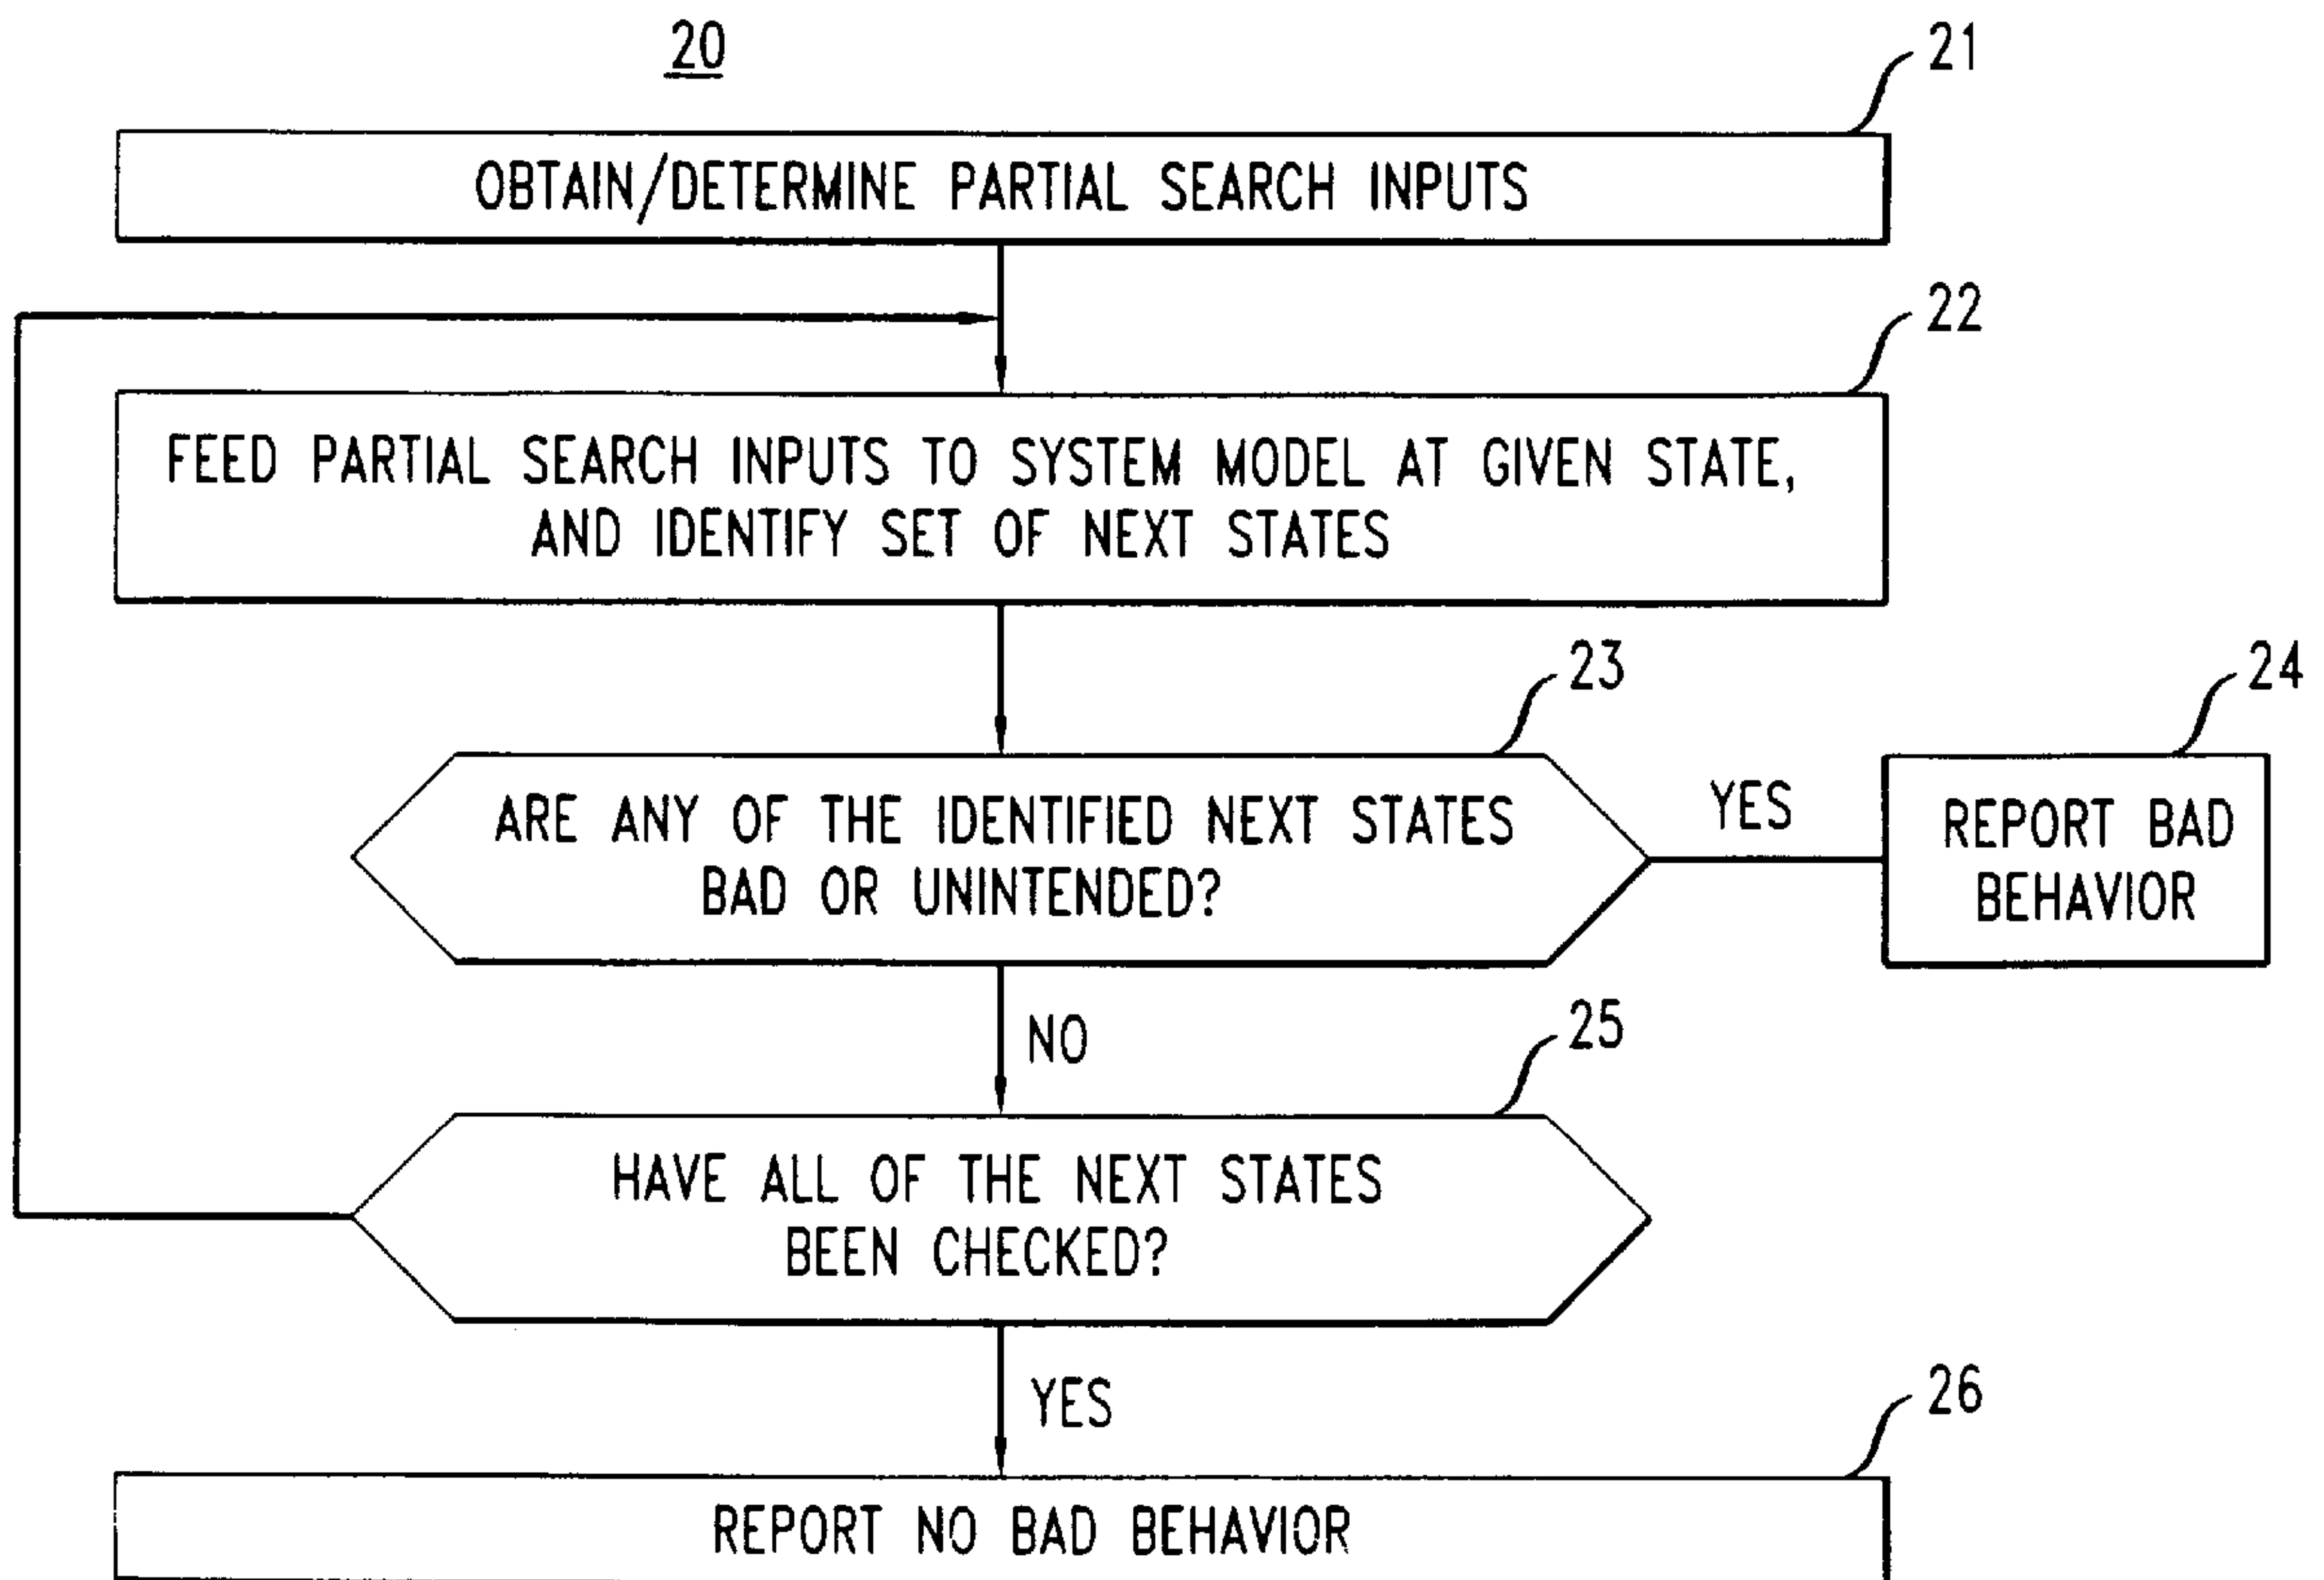 20
21
OBTAIN/DETERMINE PARTIAL SEARCH INPUTS
22
FEED PARTIAL SEARCH INPUTS TO SYSTEM MODEL AT GIVEN STATE,
AND IDENTIFY SET OF NEXT STATES
23
ARE ANY OF THE IDENTIFIED NEXT STATES
BAD OR UNINTENDED?
YES
24
REPORT BAD
BEHAVIOR
NO
25
HAVE ALL OF THE NEXT STATES
BEEN CHECKED?
YES
26
REPORT NO BAD BEHAVIOR